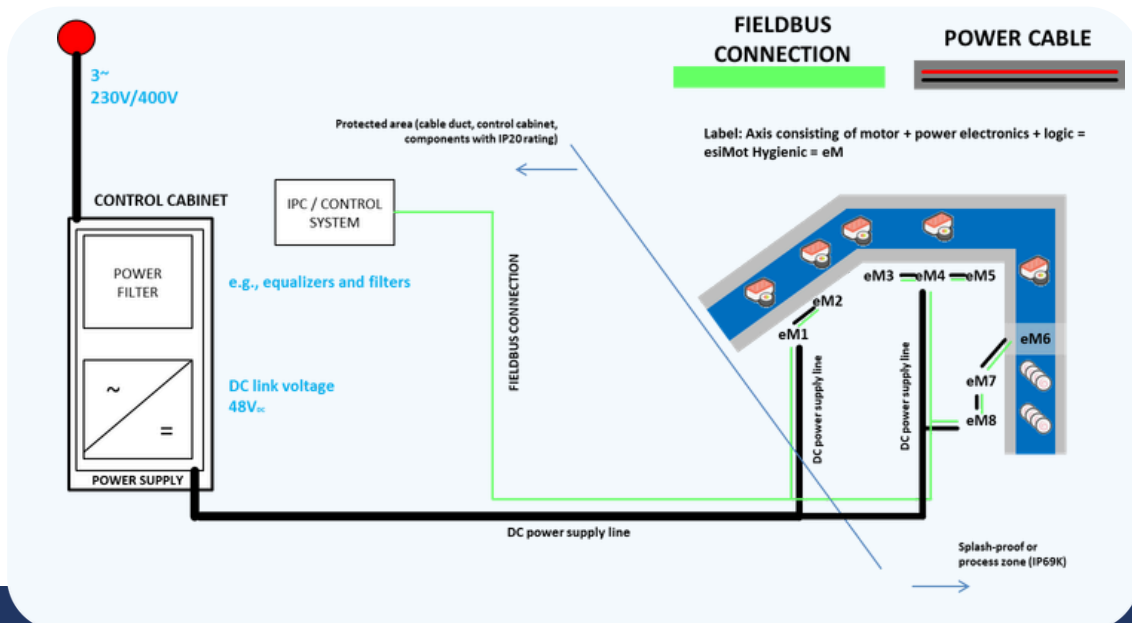 FIELDBUS
CONNECTION
POWER CABLE
3~
230V/400V
Protected area (cable duct, control cabinet,
components with IP20 rating)
Label: Axis consisting of motor + power electronics + logic =
esiMot Hygienic = eM
CONTROL CABINET
IPC / CONTROL
SYSTEM
POWER
FILTER
e.g., equalizers and filters
FIELDBUS CONNECTION
eM3
eM4
eM5
eM2
eM1
eM6
eM7
eM8
~
=
DC link voltage
48VDC
DC power supply line
DC power supply line
POWER SUPPLY
DC power supply line
Splash-proof or
process zone (IP69K)